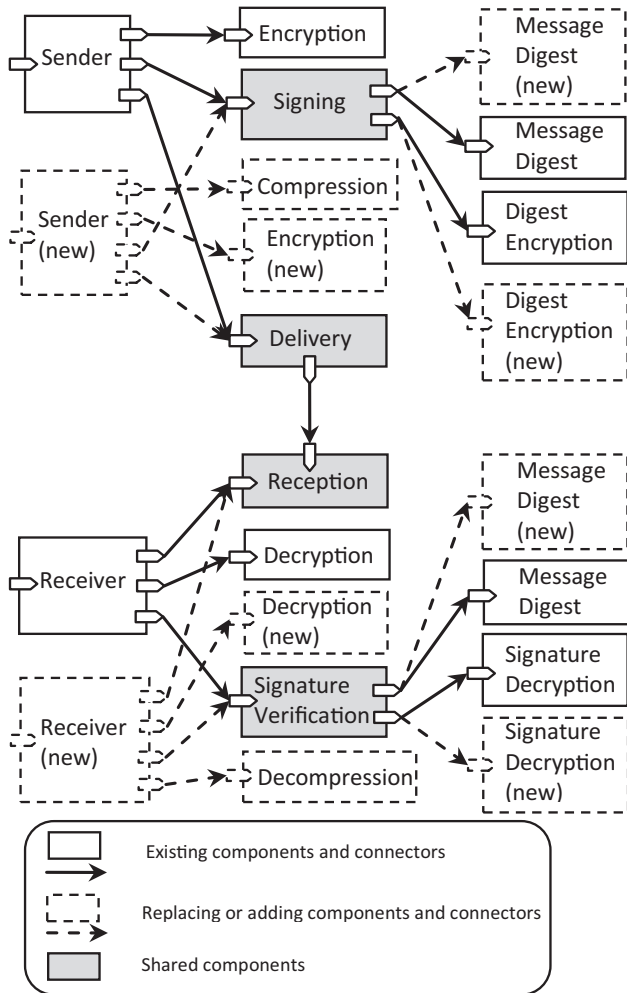 Sender
Encryption
Message
Digest
(new)
Signing
Message
Digest
Sender
(new)
Compression
Encryption
(new)
Digest
Encryption
Digest
Encryption
(new)
Delivery
Reception
Message
Digest
(new)
Receiver
Decryption
Message
Digest
Decryption
(new)
Signature
Decryption
Signature
Verification
Receiver
(new)
Signature
Decryption
(new)
Decompression
Existing components and connectors
Replacing or adding components and connectors
Shared components